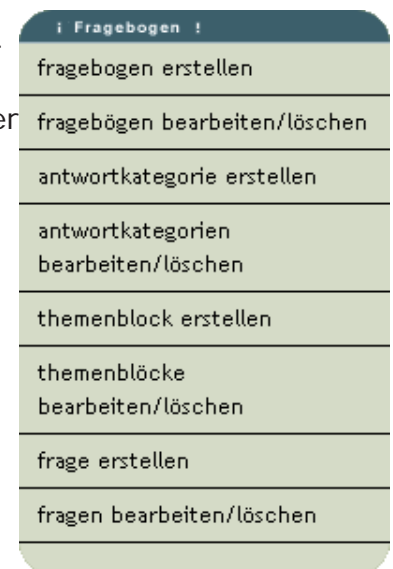 ¡ Fragebogen !
fragebogen erstellen
er
fragebögen bearbeiten/löschen
antwortkategorie erstellen
antwortkategorien
bearbeiten/löschen
themenblock erstellen
themenblöcke
bearbeiten/löschen
frage erstellen
fragen bearbeiten/löschen